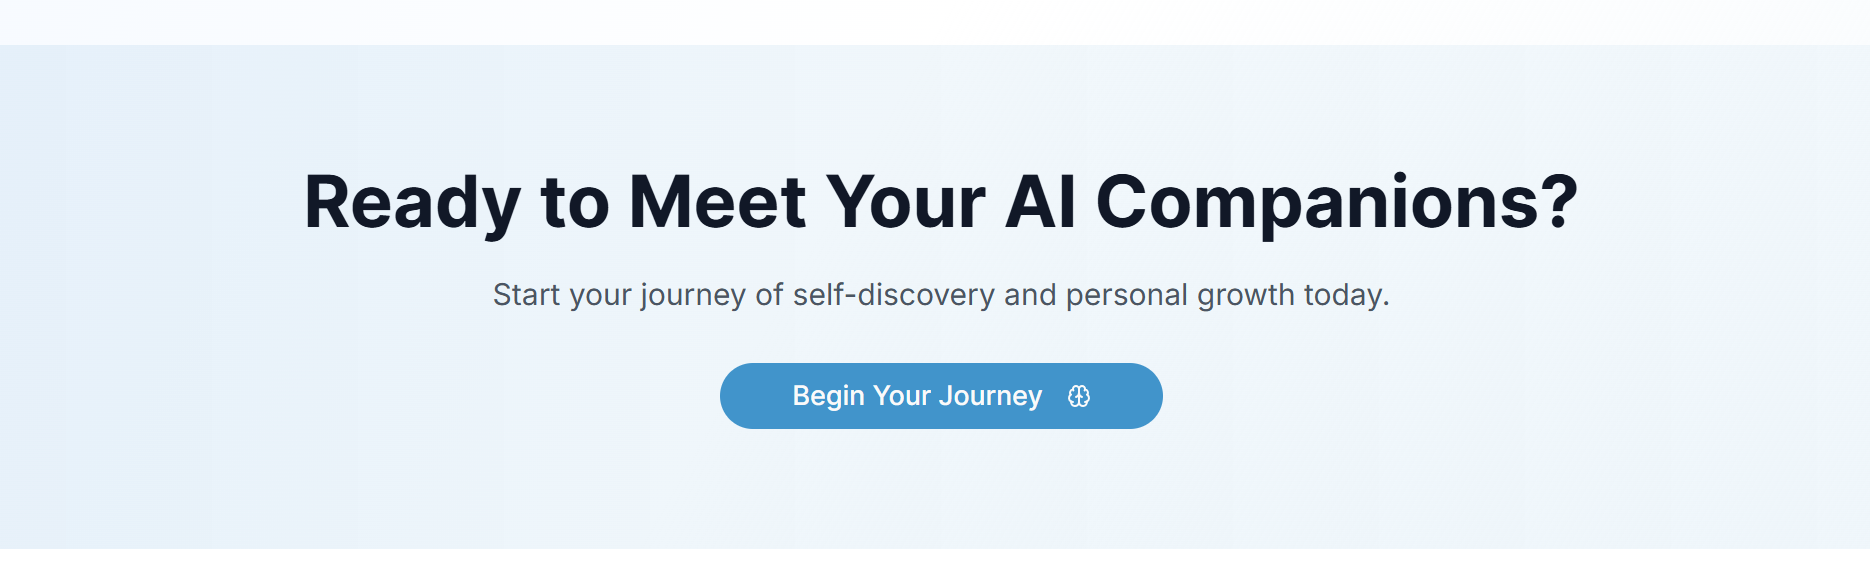 Ready to Meet Your AI Companions?
Start your journey of self-discovery and personal growth today.
Begin Your Journey